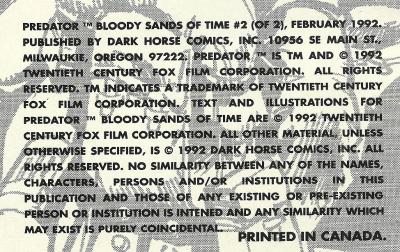 PREDATOR ™ BLOODY SANDS OF TIME #2 (OF 2), FEBRUARY 1992.
PUBLISHED BY DARK HORSE COMICS, INC. 10956 SE MAIN ST.,
MILWAUKIE, OREGON 97222. PREDATOR ™ IS TM AND © 1992
TWENTIETH CENTURY FOX FILM CORPORATION. ALL RIGHTS
RESERVED. TM INDICATES A TRADEMARK OF TWENTIETH CENTURY
FOX FILM CORPORATION. TEXT AND ILLUSTRATIONS FOR
PREDATOR ™ BLOODY SANDS OF TIME ARE © 1992 TWENTIETH
CENTURY FOX FILM CORPORATION. ALL OTHER MATERIAL, UNLESS
OTHERWISE SPECIFIED, IS © 1992 DARK HORSE COMICS, INC. ALL
RIGHTS RESERVED. NO SIMILARITY BETWEEN ANY OF THE NAMES,
CHARACTERS, PERSONS AND/OR INSTITUTIONS IN THIS
PUBLICATION AND THOSE OF ANY EXISTING OR PRE-EXISTING
PERSON OR INSTITUTION IS INTENED AND ANY SIMILARITY WHICH
MAY EXIST IS PURELY COINCIDENTAL.
PRINTED IN CANADA.